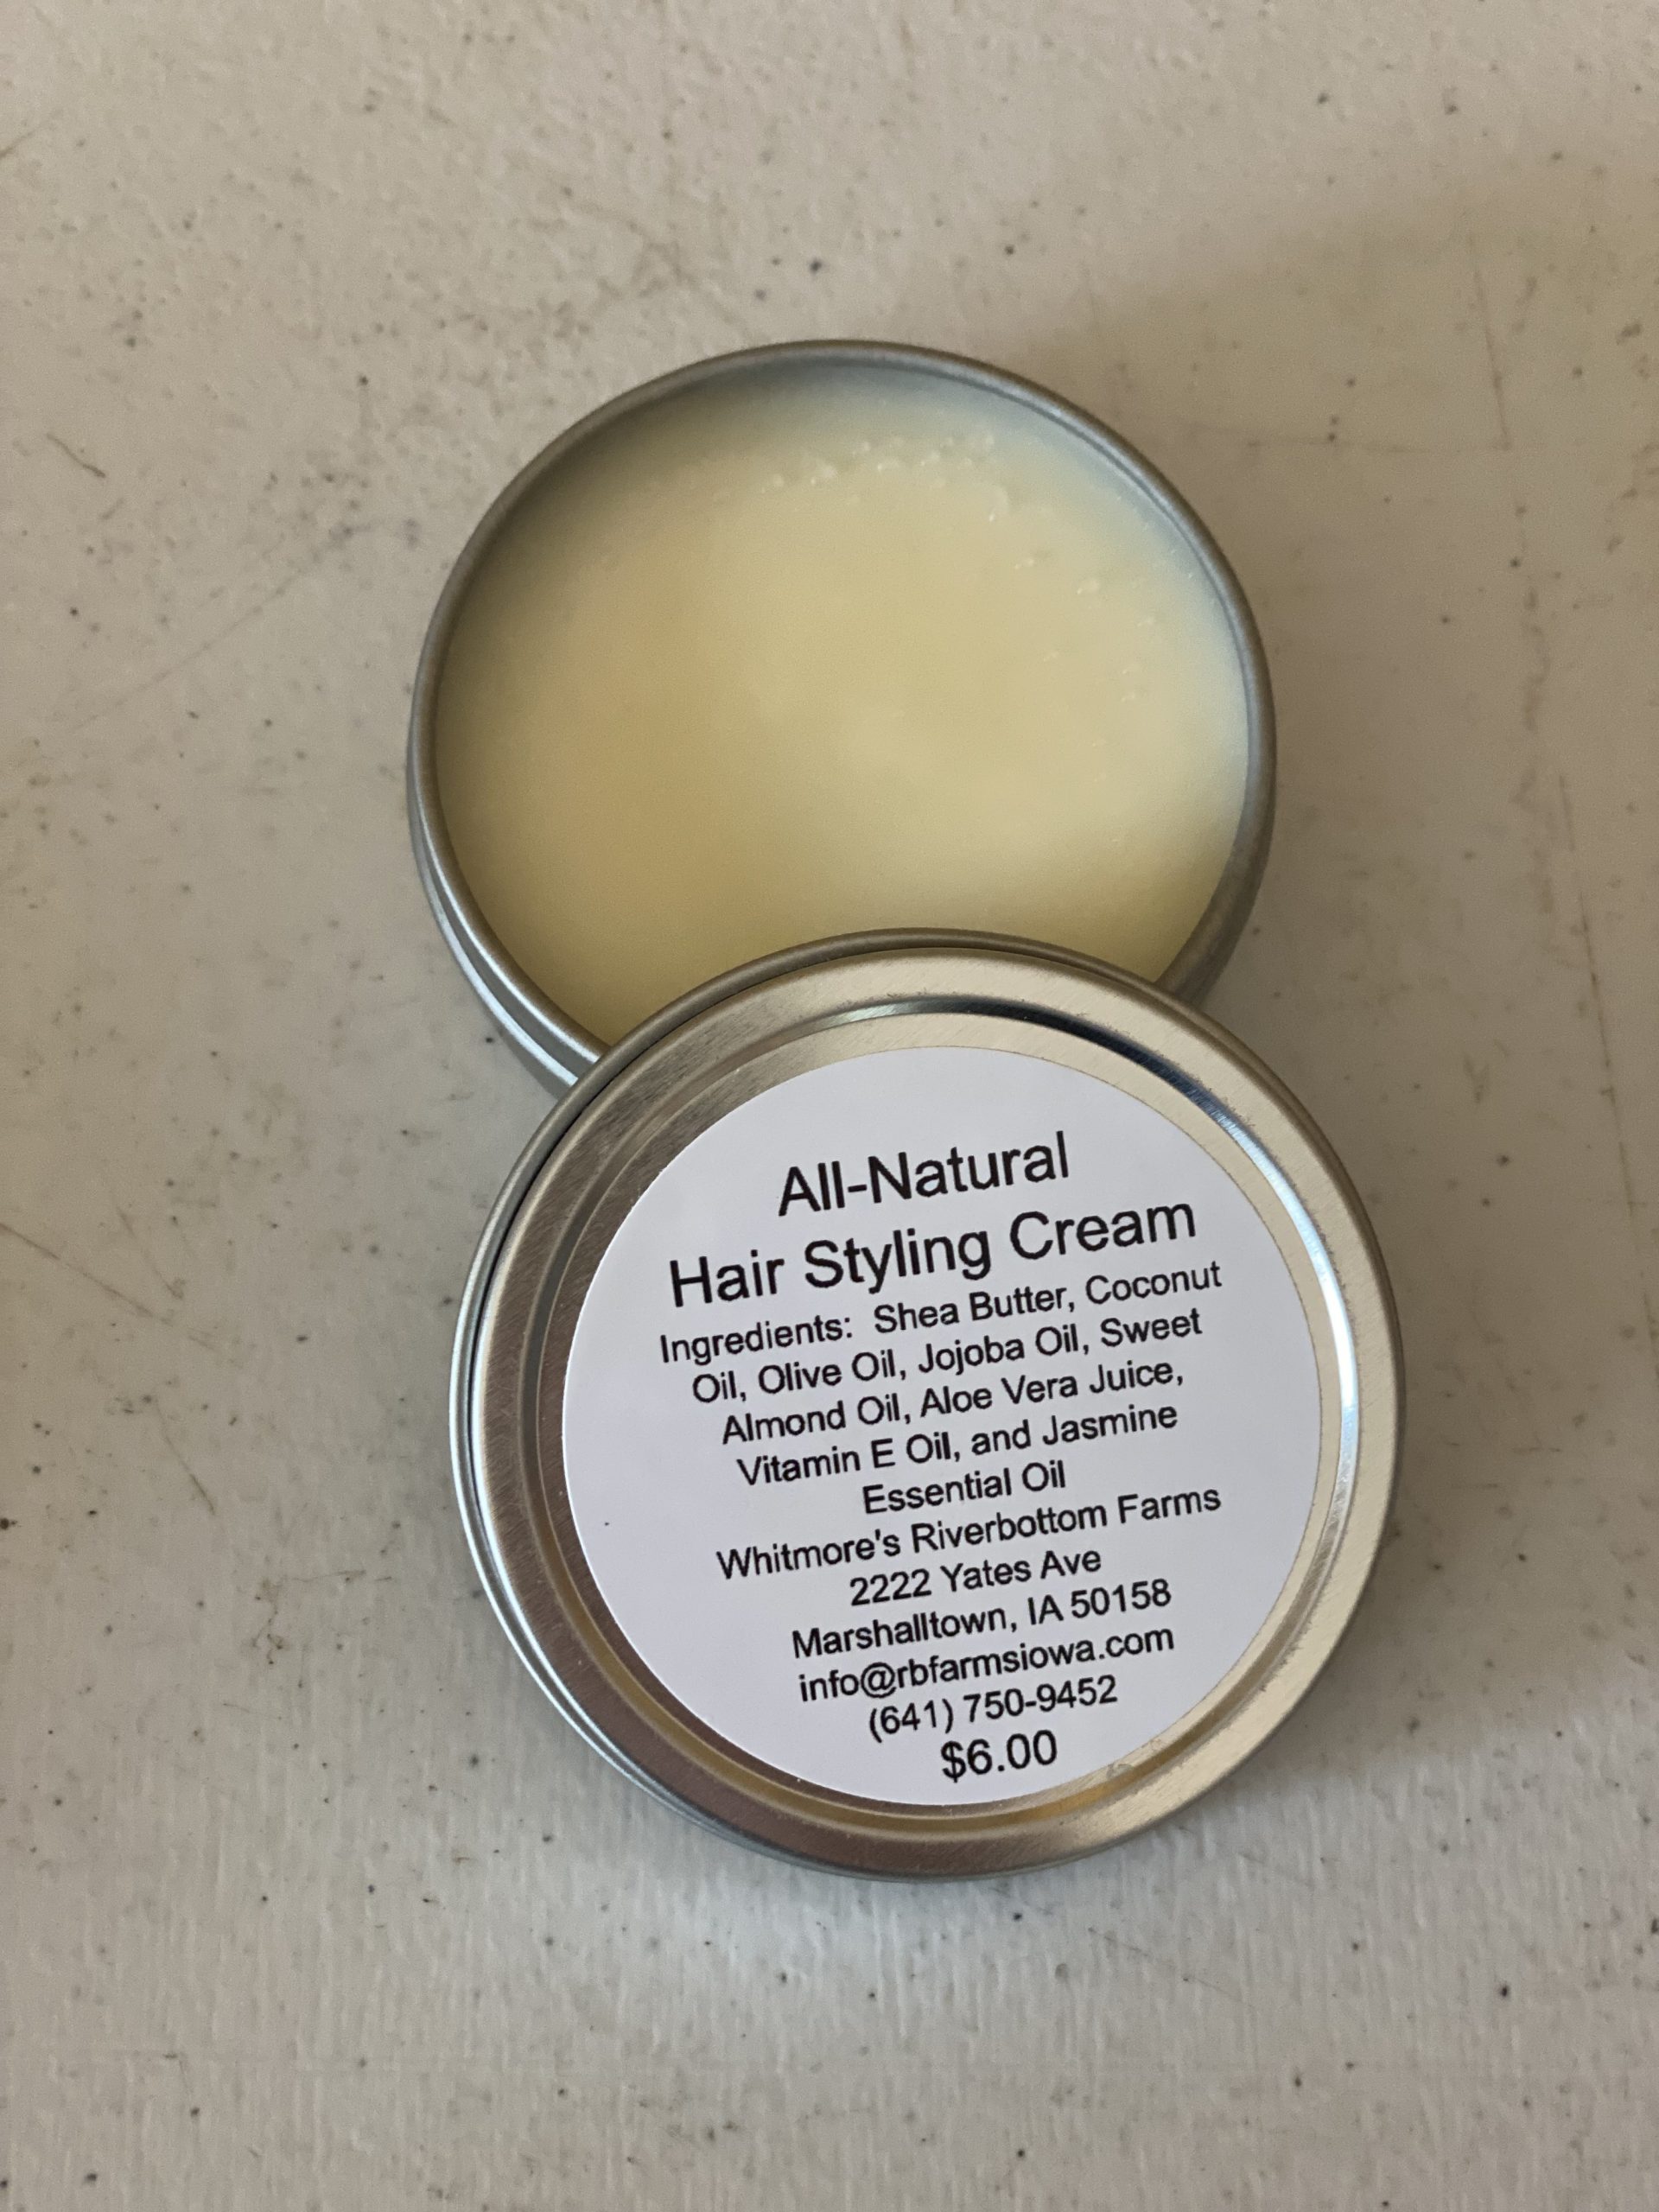 All-Natural
Hair Styling Cream
Ingredients: Shea Butter, Coconut
Oil, Olive Oil, Jojoba Oil, Sweet
Almond Oil, Aloe Vera Juice,
Vitamin E Oil, and Jasmine
Essential Oil
Whitmore's Riverbottom Farms
2222 Yates Ave
Marshalltown, IA 50158
info@rbfarmsiowa.com
(641) 750-9452
$6.00